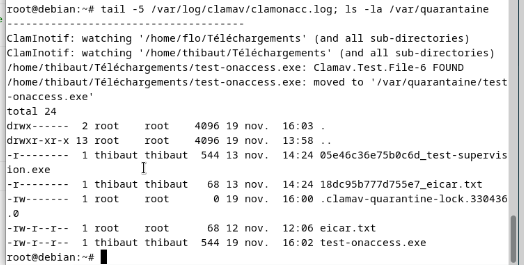 root@debian:~# tail -5 /var/log/clamav/clamonacc.log; ls -la /var/quarantaine
--------------------------------------
ClamInotif: watching '/home/flo/Téléchargements' (and all sub-directories)
ClamInotif: watching '/home/thibaut/Téléchargements' (and all sub-directories)
/home/thibaut/Téléchargements/test-onaccess.exe: Clamav.Test.File-6 FOUND
/home/thibaut/Téléchargements/test-onaccess.exe: moved to '/var/quarantaine/test
-onaccess.exe'
total 24
drwx------  2 root    root    4096 19 nov.  16:03 .
drwxr-xr-x 13 root    root    4096 19 nov.  13:58 ..
-r--------  1 thibaut thibaut  544 13 nov.  14:24 05e46c36e75b0c6d_test-supervis
ion.exe
-r--------  1 thibaut thibaut   68 13 nov.  14:24 18dc95b777d755e7_eicar.txt
-rw-------  1 root    root       0 19 nov.  16:00 .clamav-quarantine-lock.330436
.0
-rw-r--r--  1 root    root      68 12 nov.  12:06 eicar.txt
-rw-r--r--  1 thibaut thibaut  544 19 nov.  16:02 test-onaccess.exe
root@debian:~#